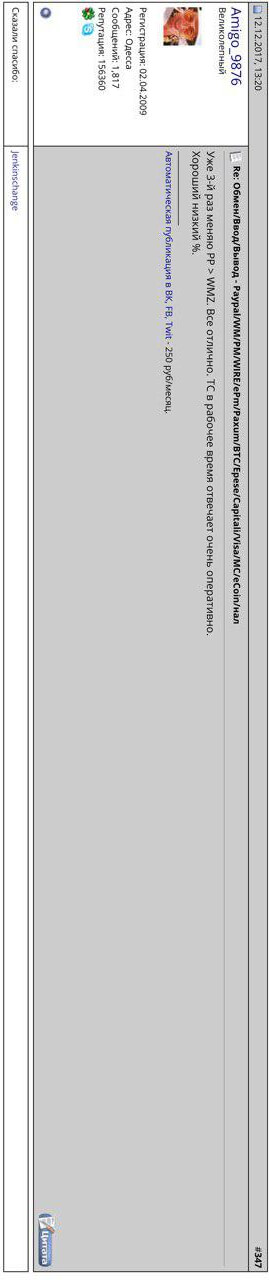 12.12.2017, 13:20
#347
Amigo_9876
Великолепный
Регистрация: 02.04.2009
Адрес: Одесса
Сообщений: 1,817
Репутация: 156360
Re: Обмен/Ввод/Вывод - Paypal/WM/PM/WIRE/ePm/Paxum/BTC/Epese/Capitali/Visa/MC/eCoin/нал
Уже 3-й раз меняю PP > WMZ. Все отлично. ТС в рабочее время отвечает очень оперативно.
Хороший низкий %.
Автоматическая публикация в ВК, FB, Twit - 250 руб/месяц.
Цитата
Сказали спасибо:
Jenkinschange